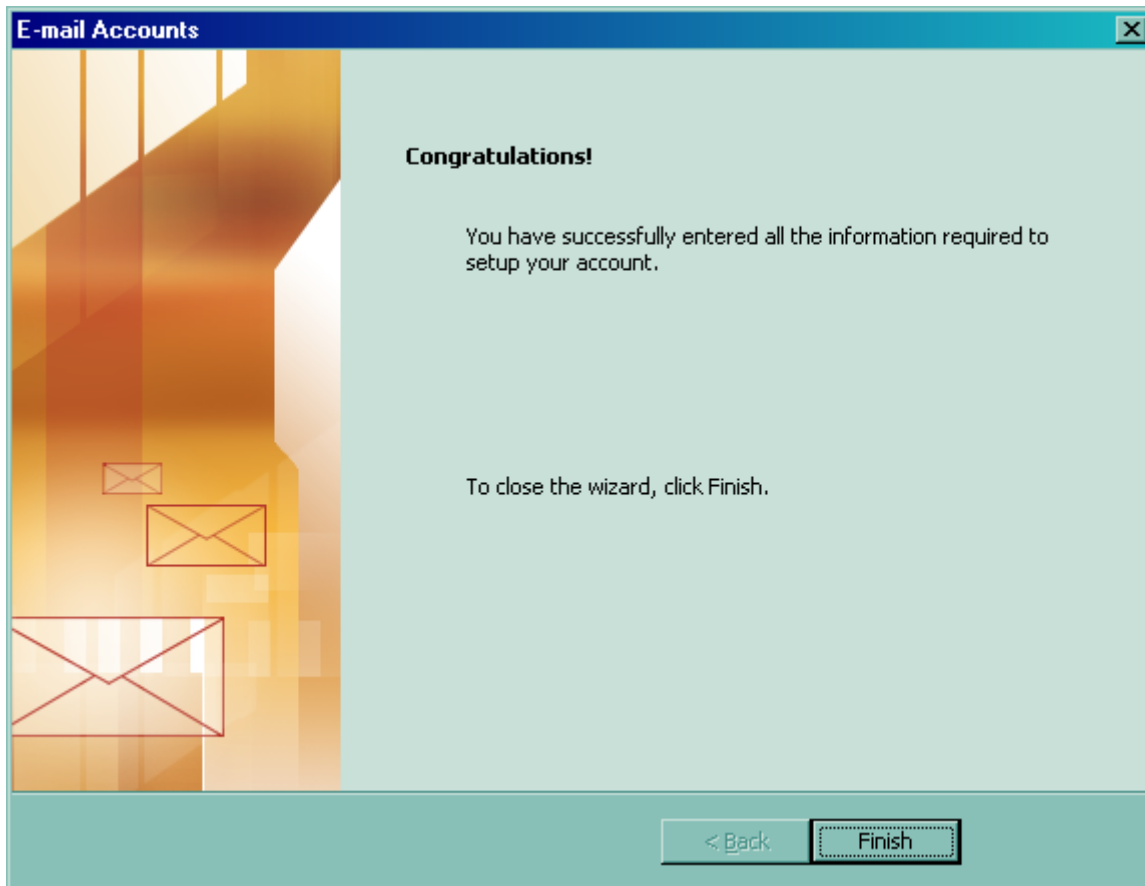 E-mail Accounts
Congratulations!
You have successfully entered all the information required to
setup your account.
To close the wizard, click Finish.
< Back
Finish